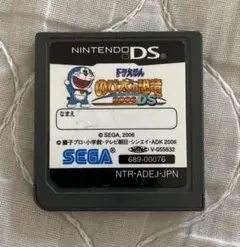 NINTENDO DS
ドラえもん
のび太の恐竜
2006 DS
なまえ
© SEGA, 2006
© 藤子プロ・小学館・テレビ朝日・シンエイ・ADK 2006
SEGA
V-055632
689-00076
NTR-ADEJ-JPN